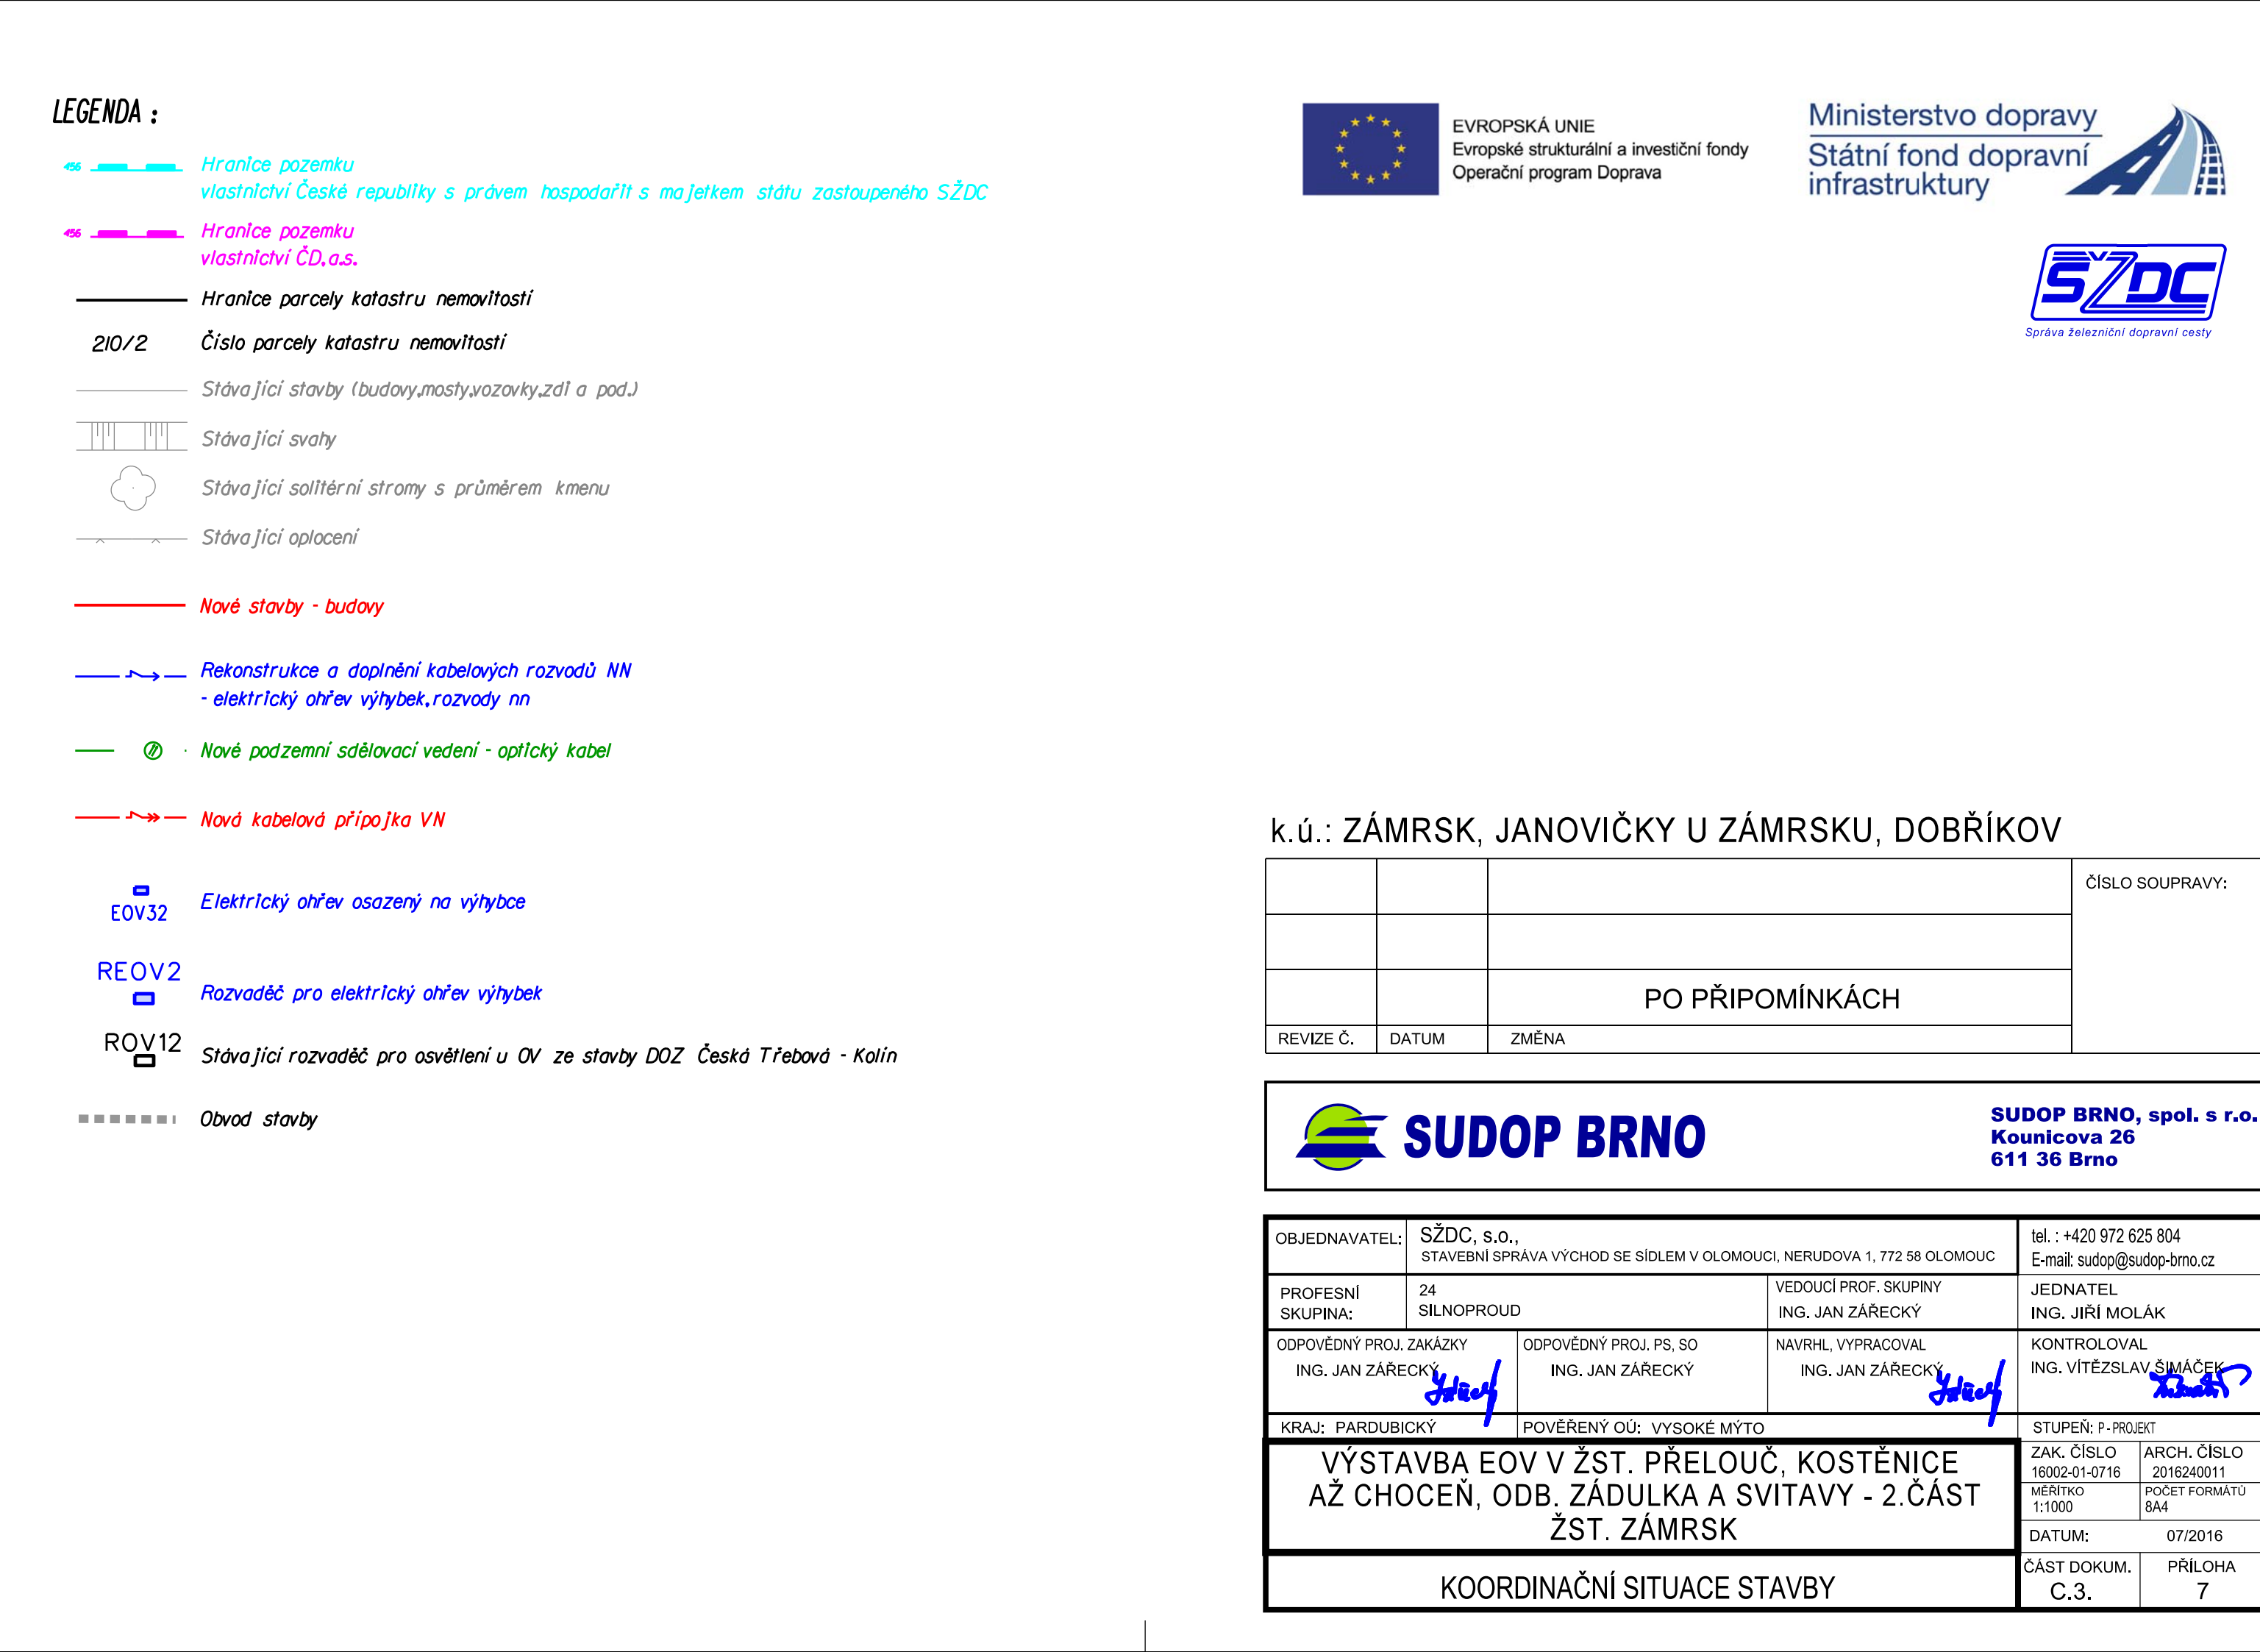 LEGENDA :
456 Hranice pozemku
vlastnictví České republiky s právem hospodařit s majetkem státu zastoupeného SŽDC
456 Hranice pozemku
vlastnictví ČD,a.s.
Hranice parcely katastru nemovitostí
210/2 Číslo parcely katastru nemovitostí
Stávající stavby (budovy,mosty,vozovky,zdi a pod.)
Stávající svahy
Stávající solitérní stromy s průměrem kmenu
Stávající oplocení
Nové stavby - budovy
Rekonstrukce a doplnění kabelových rozvodů NN
- elektrický ohřev výhybek,rozvody nn
Nové podzemní sdělovací vedení - optický kabel
Nová kabelová přípojka VN
EOV32 Elektrický ohřev osazený na výhybce
REOV2
Rozvaděč pro elektrický ohřev výhybek
ROV12
Stávající rozvaděč pro osvětlení u OV ze stavby DOZ Česká Třebová - Kolín
Obvod stavby
EVROPSKÁ UNIE
Evropské strukturální a investiční fondy
Operační program Doprava
Ministerstvo dopravy
Státní fond dopravní
infrastruktury
SŽDC
Správa železniční dopravní cesty
k.ú.: ZÁMRSK, JANOVIČKY U ZÁMRSKU, DOBŘÍKOV
ČÍSLO SOUPRAVY:
PO PŘIPOMÍNKÁCH
REVIZE Č. DATUM ZMĚNA
SUDOP BRNO
SUDOP BRNO, spol. s r.o.
Kounicova 26
611 36 Brno
OBJEDNAVATEL: SŽDC, s.o.,
STAVEBNÍ SPRÁVA VÝCHOD SE SÍDLEM V OLOMOUCI, NERUDOVA 1, 772 58 OLOMOUC
tel. : +420 972 625 804
E-mail: sudop@sudop-brno.cz
PROFESNÍ
SKUPINA:
24
SILNOPROUD
VEDOUCÍ PROF. SKUPINY
ING. JAN ZÁŘECKÝ
JEDNATEL
ING. JIŘÍ MOLÁK
ODPOVĚDNÝ PROJ. ZAKÁZKY
ING. JAN ZÁŘECKÝ
ODPOVĚDNÝ PROJ. PS, SO
ING. JAN ZÁŘECKÝ
NAVRHL, VYPRACOVAL
ING. JAN ZÁŘECKÝ
KONTROLOVAL
ING. VÍTĚZSLAV ŠIMÁČEK
KRAJ: PARDUBICKÝ
POVĚŘENÝ OÚ: VYSOKÉ MÝTO
STUPEŇ: P - PROJEKT
VÝSTAVBA EOV V ŽST. PŘELOUČ, KOSTĚNICE
AŽ CHOCEŇ, ODB. ZÁDULKA A SVITAVY - 2.ČÁST
ŽST. ZÁMRSK
ZAK. ČÍSLO
16002-01-0716
ARCH. ČÍSLO
2016240011
MĚŘÍTKO
1:1000
POČET FORMÁTŮ
8A4
DATUM: 07/2016
KOORDINAČNÍ SITUACE STAVBY
ČÁST DOKUM.
C.3.
PŘÍLOHA
7